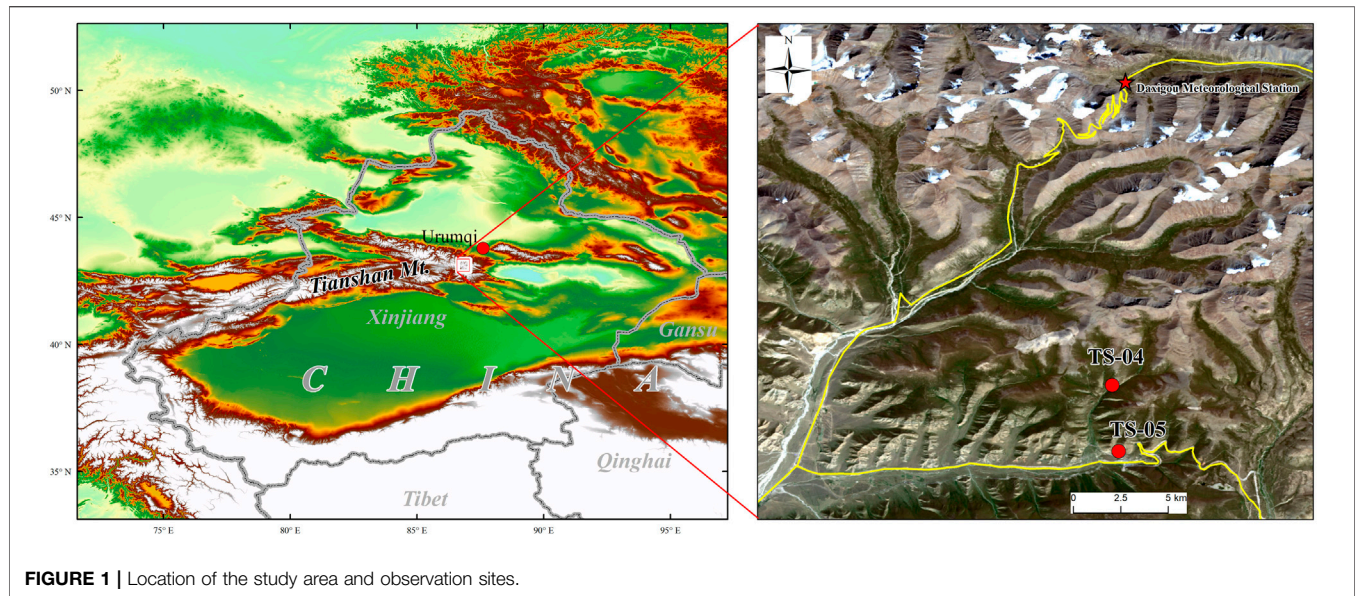 50° N
45° N
40° N
35° N
75° E
80° E
85° E
90° E
95° E
Urumqi
Tianshan Mt.
Xinjiang
Gansu
C H I N A
Qinghai
Tibet
N
Daxigou Meteorological Station
TS-04
TS-05
0 2.5 5 km
FIGURE 1 | Location of the study area and observation sites.